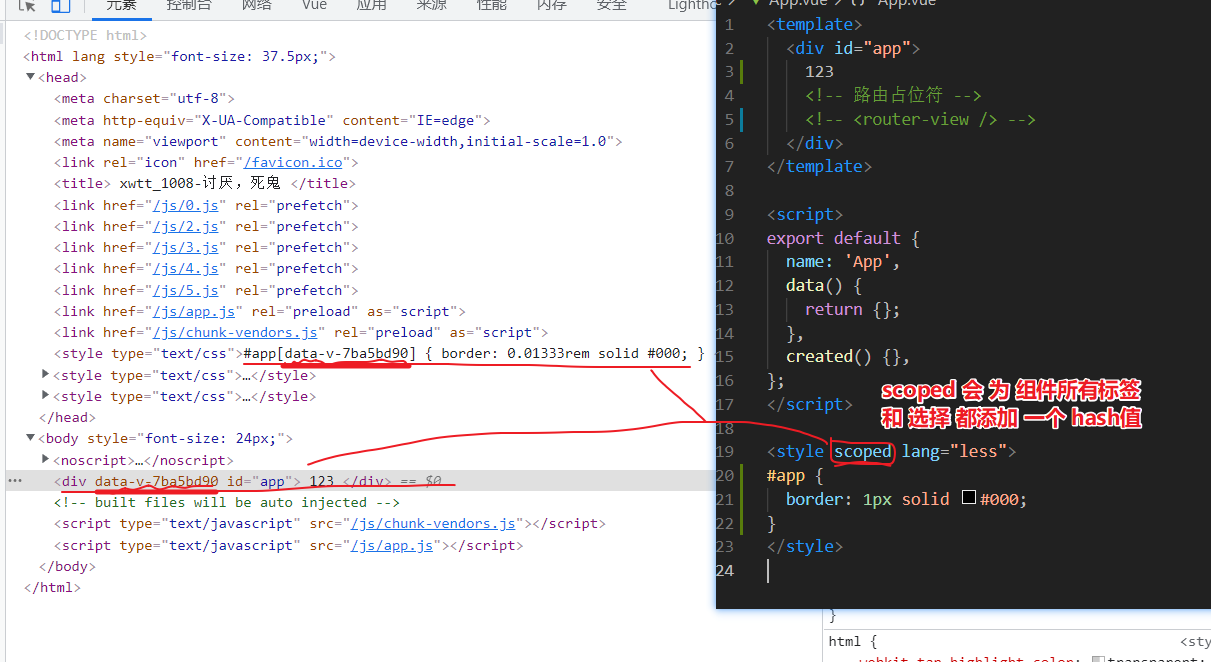 元素 控制台 网络 Vue 应用 来源 性能 内存 安全
<!DOCTYPE html>
<html lang style="font-size: 37.5px;">
▼<head>
<meta charset="utf-8">
<meta http-equiv="X-UA-Compatible" content="IE=edge">
<meta name="viewport" content="width=device-width,initial-scale=1.0">
<link rel="icon" href="/favicon.ico">
<title> xwtt_1008-讨厌，死鬼 </title>
<link href="/js/0.js" rel="prefetch">
<link href="/js/2.js" rel="prefetch">
<link href="/js/3.js" rel="prefetch">
<link href="/js/4.js" rel="prefetch">
<link href="/js/5.js" rel="prefetch">
<link href="/js/app.js" rel="preload" as="script">
<link href="/js/chunk-vendors.js" rel="preload" as="script">
<style type="text/css">#app[data-v-7ba5bd90] { border: 0.01333rem solid #000; }
▶<style type="text/css">…</style>
▶<style type="text/css">…</style>
</head>
▼<body style="font-size: 24px;">
▶<noscript>…</noscript>
<div data-v-7ba5bd90 id="app"> 123 </div> == $0
<!-- built files will be auto injected -->
<script type="text/javascript" src="/js/chunk-vendors.js"></script>
<script type="text/javascript" src="/js/app.js"></script>
</body>
</html>
App.vue > {} App.vue
1 <template>
2 <div id="app">
3 123
4 <!-- 路由占位符 -->
5 <!-- <router-view /> -->
6 </div>
7 </template>
8
9 <script>
10 export default {
11 name: 'App',
12 data() {
13 return {};
14 },
15 created() {},
16 };
17 </script>
18
19 <style scoped lang="less">
20 #app {
21 border: 1px solid #000;
22 }
23 </style>
24
scoped 会 为 组件所有标签
和 选择 都添加 一个 hash值
}
html {